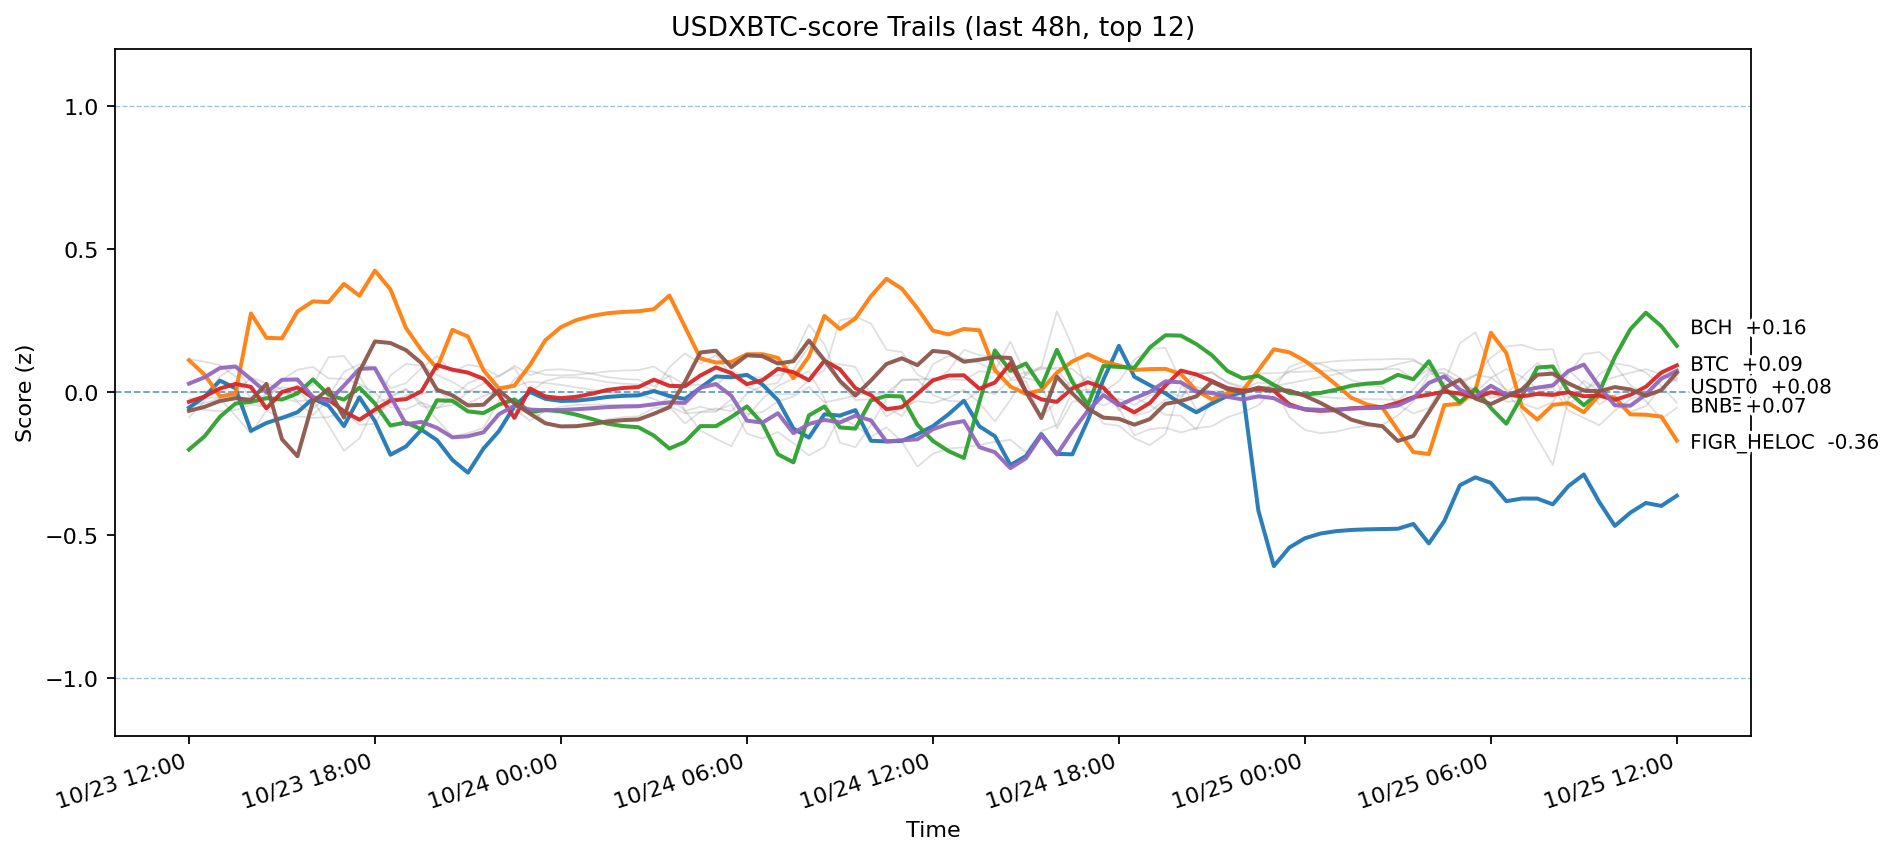 USDXBTC-score Trails (last 48h, top 12)
Score (z)
1.0
0.5
0.0
−0.5
−1.0
BCH +0.16
BTC +0.09
USDT0 +0.08
BNB +0.07
FIGR_HELOC -0.36
10/23 12:00
10/23 18:00
10/24 00:00
10/24 06:00
10/24 12:00
10/24 18:00
10/25 00:00
10/25 06:00
10/25 12:00
Time